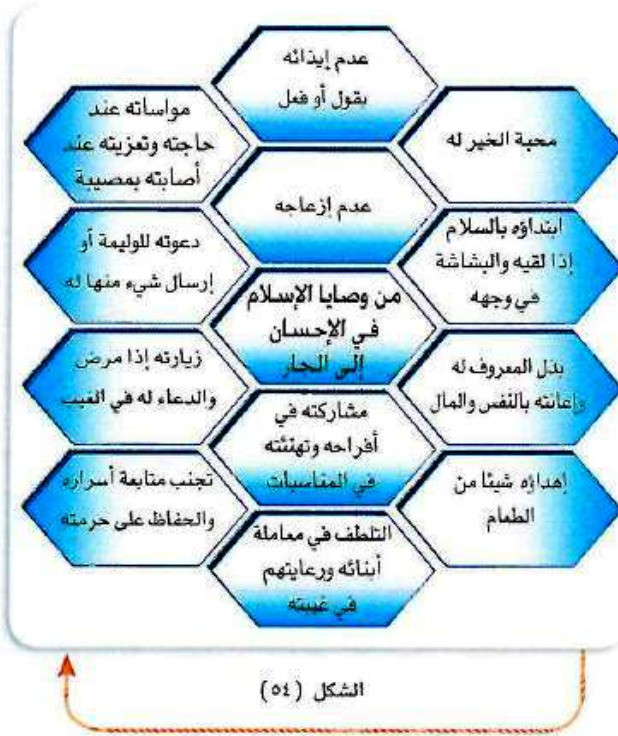 عدم إيذائه
بقول أو فعل
محبة الخير له
مواساته عند
حاجته وتعزيته عند
أصابته بمصيبة
عدم إزعاجه
ابتداؤه بالسلام
إذا لقيه والبشاشة
في وجهه
دعوته للوليمة أو
إرسال شيء منها له
من وصايا الإسلام
في الإحسان
إلى الجار
بذل المعروف له
وإعانته بالنفس والمال
زيارته إذا مرض
والدعاء له في الغيب
مشاركته في
أفراحه وتهنئته
في المناسبات
إهداؤه شيئا من
الطعام
تجنب متابعة أسراره
والحفاظ على حرمته
التلطف في معاملة
أبنائه ورعايتهم
في غيبته
الشكل (٥٤)